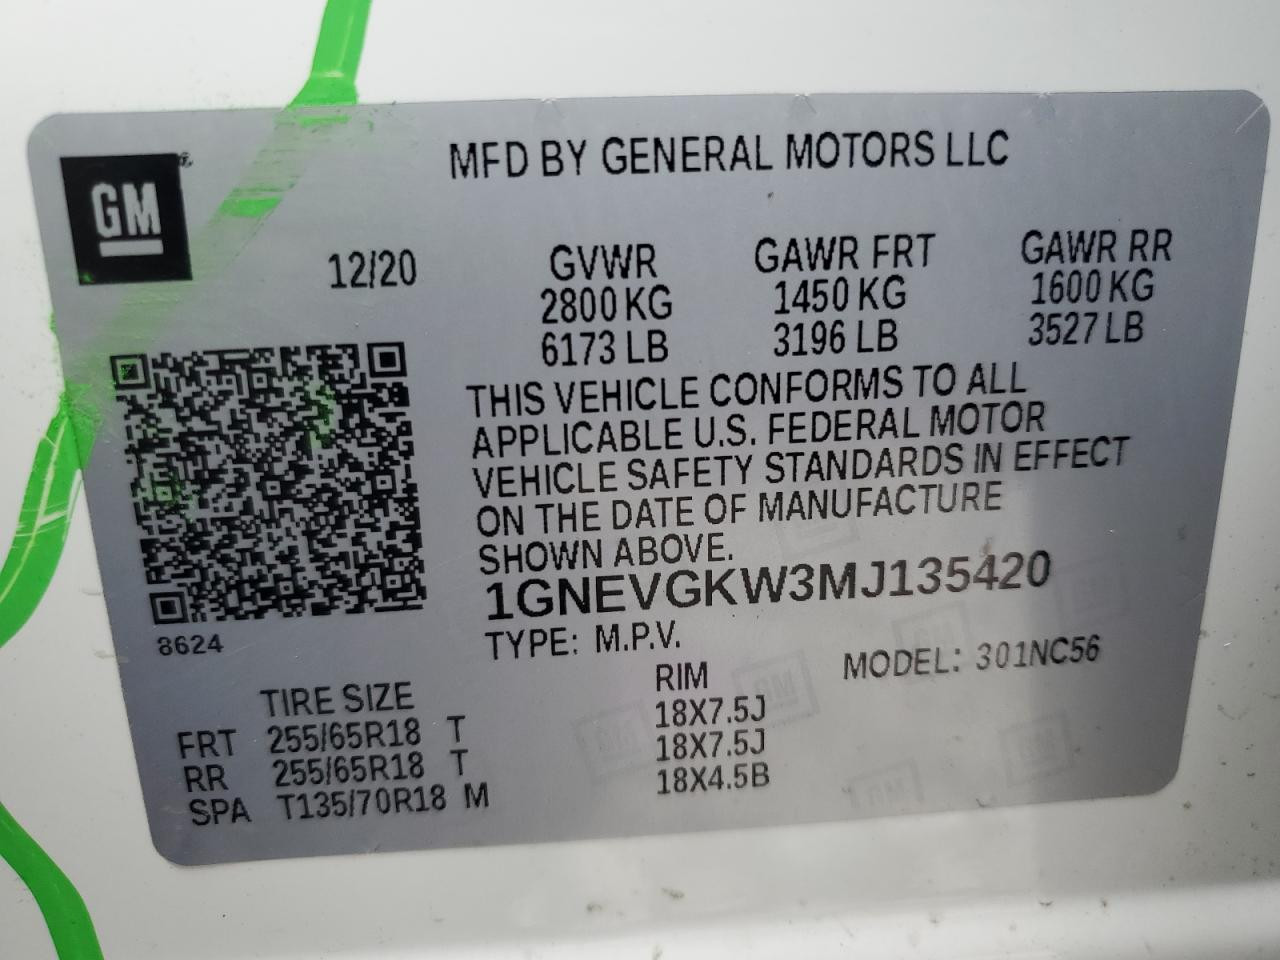 GM
MFD BY GENERAL MOTORS LLC
12/20
GVWR
2800 KG
6173 LB
GAWR FRT
1450 KG
3196 LB
GAWR RR
1600 KG
3527 LB
THIS VEHICLE CONFORMS TO ALL
APPLICABLE U.S. FEDERAL MOTOR
VEHICLE SAFETY STANDARDS IN EFFECT
ON THE DATE OF MANUFACTURE
SHOWN ABOVE.
1GNEVGKW3MJ135420
8624
TYPE: M.P.V.
MODEL: 301NC56
TIRE SIZE
RIM
FRT 255/65R18 T 18X7.5J
RR 255/65R18 T 18X7.5J
SPA T135/70R18 M 18X4.5B